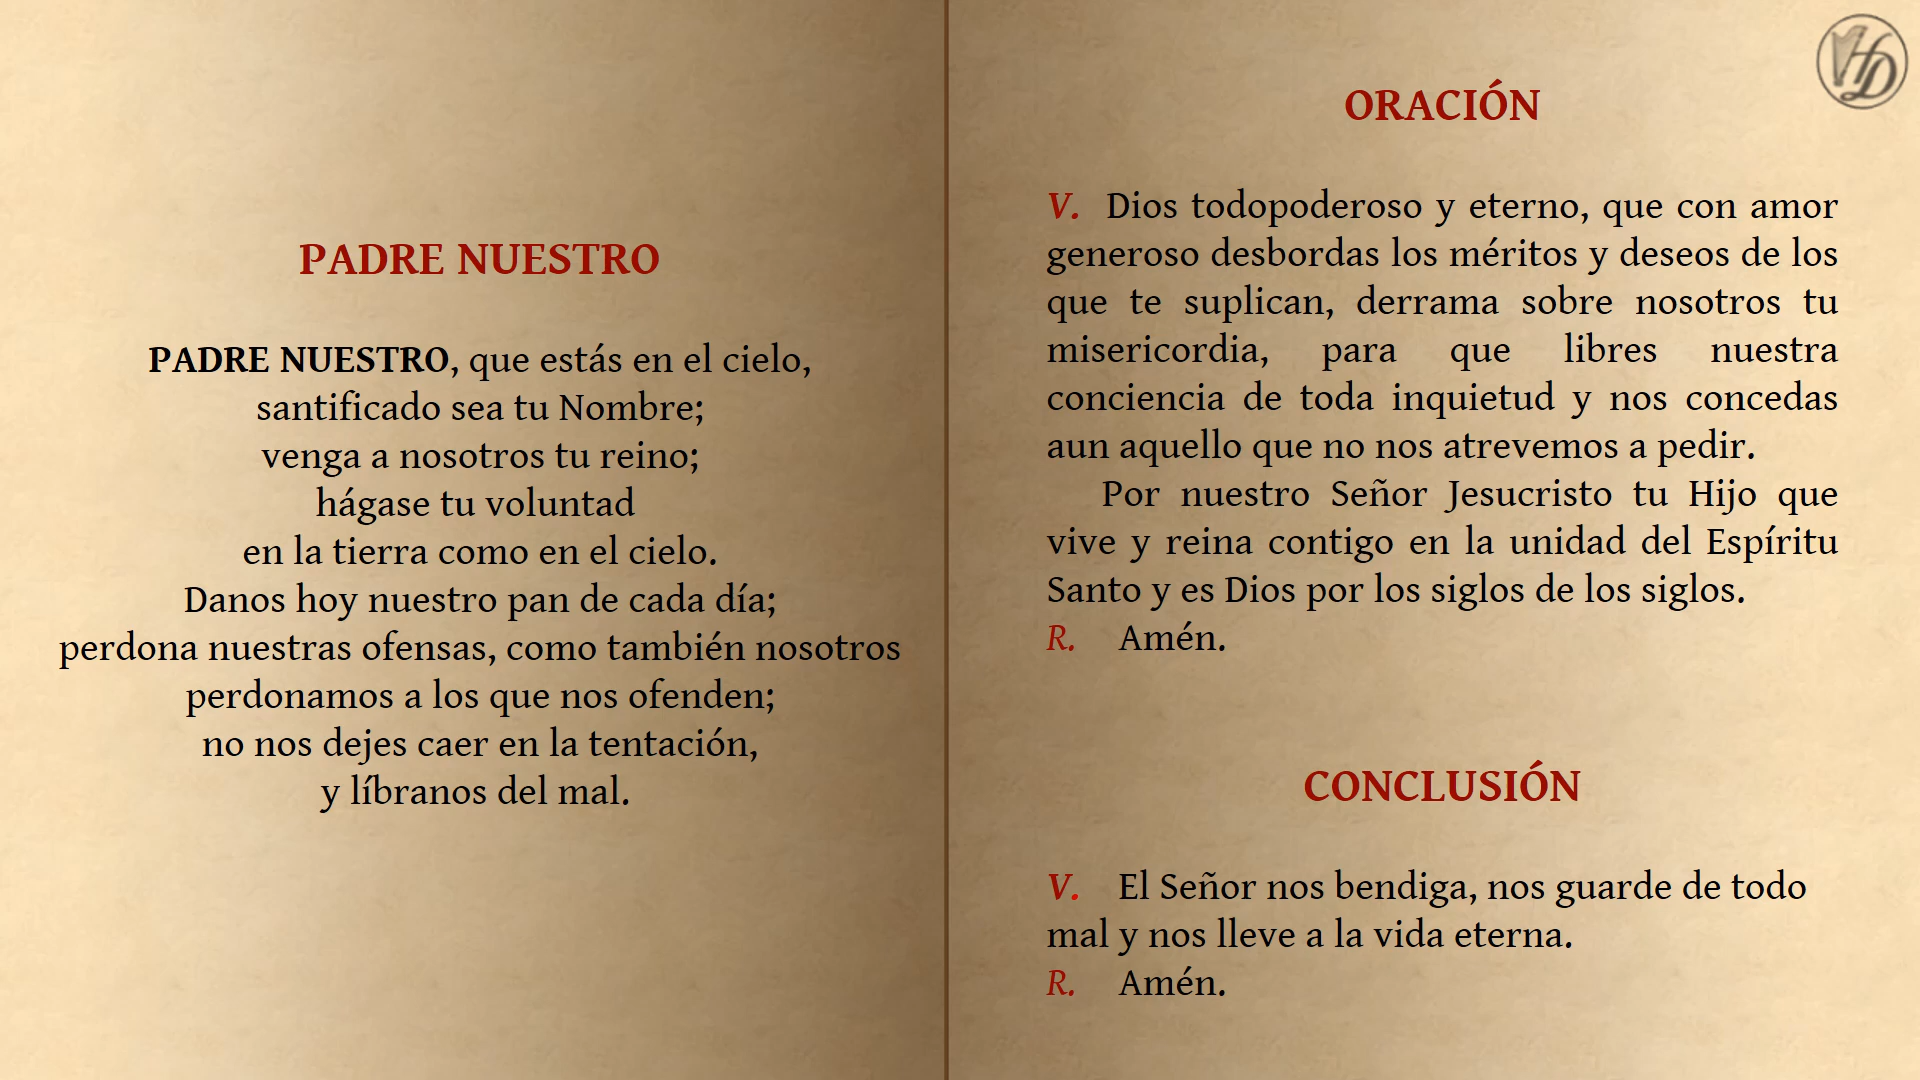 PADRE NUESTRO
PADRE NUESTRO, que estás en el cielo,
santificado sea tu Nombre;
venga a nosotros tu reino;
hágase tu voluntad
en la tierra como en el cielo.
Danos hoy nuestro pan de cada día;
perdona nuestras ofensas, como también nosotros
perdonamos a los que nos ofenden;
no nos dejes caer en la tentación,
y líbranos del mal.
HD
ORACIÓN
V. Dios todopoderoso y eterno, que con amor
generoso desbordas los méritos y deseos de los
que te suplican, derrama sobre nosotros tu
misericordia, para que libres nuestra
conciencia de toda inquietud y nos concedas
aun aquello que no nos atrevemos a pedir.
Por nuestro Señor Jesucristo tu Hijo que
vive y reina contigo en la unidad del Espíritu
Santo y es Dios por los siglos de los siglos.
R. Amén.
CONCLUSIÓN
V. El Señor nos bendiga, nos guarde de todo
mal y nos lleve a la vida eterna.
R. Amén.